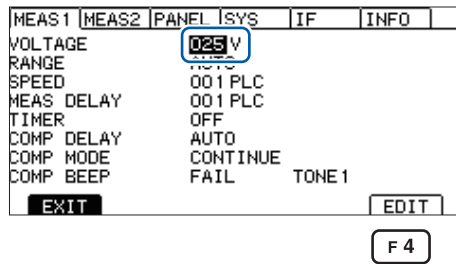 MEAS1 MEAS2 PANEL SYS IF INFO
VOLTAGE 025 V
RANGE AUTO
SPEED 001 PLC
MEAS DELAY 001 PLC
TIMER OFF
COMP DELAY AUTO
COMP MODE CONTINUE
COMP BEEP FAIL TONE1
EXIT EDIT
F4